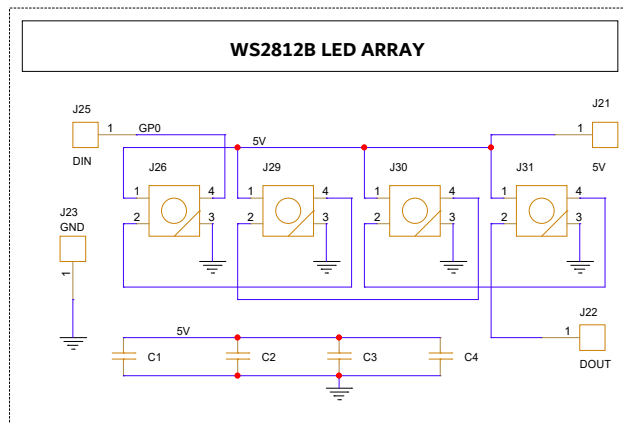 WS2812B LED ARRAY
J25
1 GP0
DIN
5V
J21
1
5V
J26
1 4
2 3
J29
1 4
2 3
J30
1 4
2 3
J31
1 4
2 3
J23
GND
1
5V
C1 C2 C3 C4
J22
1
DOUT